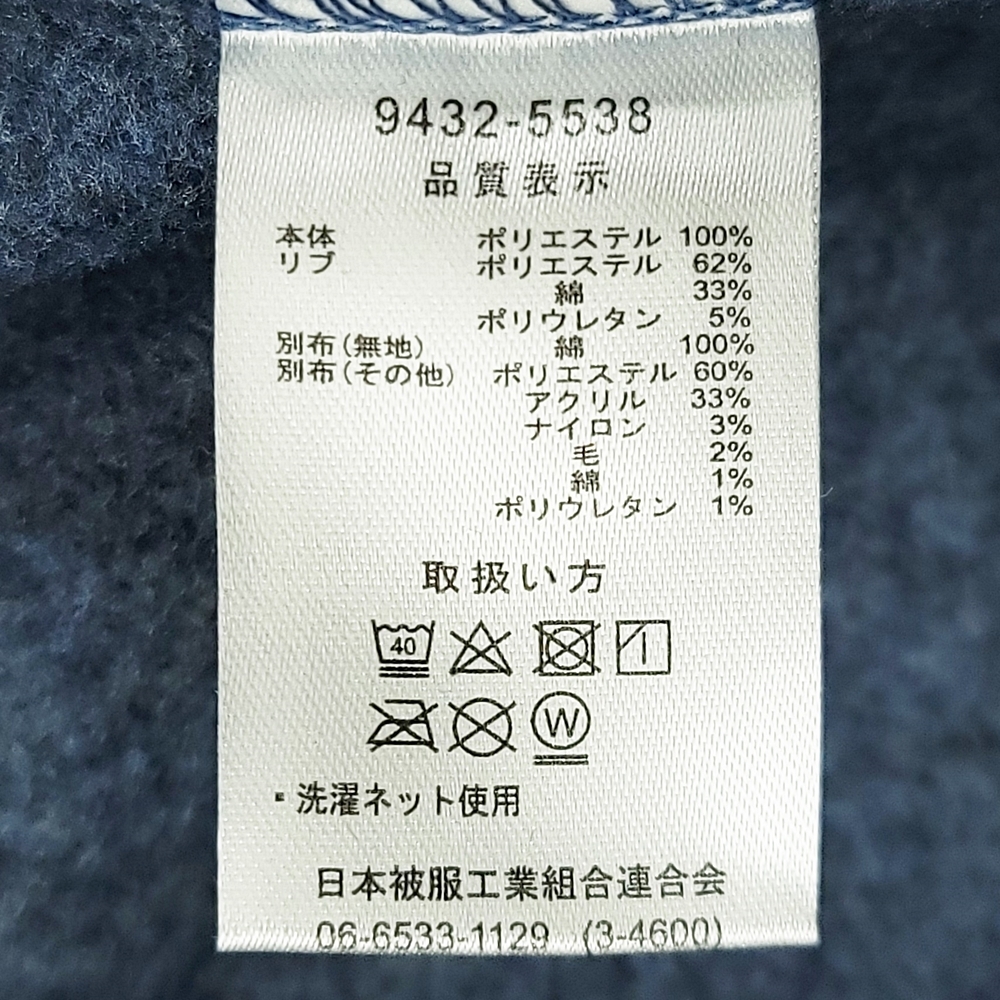 9432-5538
品質表示
本体 ポリエステル 100%
リブ ポリエステル 62%
綿 33%
ポリウレタン 5%
別布(無地) 綿 100%
別布(その他) ポリエステル 60%
アクリル 33%
ナイロン 3%
毛 2%
綿 1%
ポリウレタン 1%
取扱い方
40
W
・洗濯ネット使用
日本被服工業組合連合会
06-6533-1129 (3-4600)